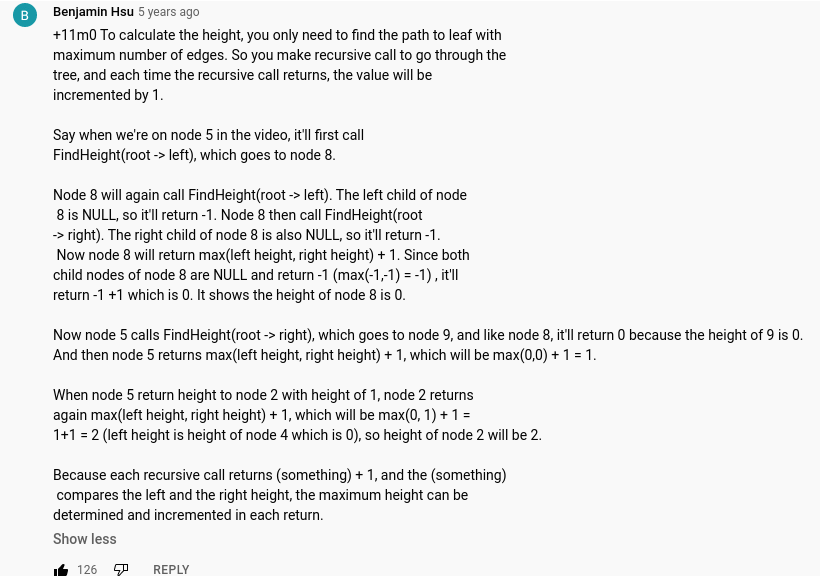 B
Benjamin Hsu 5 years ago
+11m0 To calculate the height, you only need to find the path to leaf with
maximum number of edges. So you make recursive call to go through the
tree, and each time the recursive call returns, the value will be
incremented by 1.
Say when we're on node 5 in the video, it'll first call
FindHeight(root -> left), which goes to node 8.
Node 8 will again call FindHeight(root -> left). The left child of node
8 is NULL, so it'll return -1. Node 8 then call FindHeight(root
-> right). The right child of node 8 is also NULL, so it'll return -1.
Now node 8 will return max(left height, right height) + 1. Since both
child nodes of node 8 are NULL and return -1 (max(-1,-1) = -1) , it'll
return -1 +1 which is 0. It shows the height of node 8 is 0.
Now node 5 calls FindHeight(root -> right), which goes to node 9, and like node 8, it'll return 0 because the height of 9 is 0.
And then node 5 returns max(left height, right height) + 1, which will be max(0,0) + 1 = 1.
When node 5 return height to node 2 with height of 1, node 2 returns
again max(left height, right height) + 1, which will be max(0, 1) + 1 =
1+1 = 2 (left height is height of node 4 which is 0), so height of node 2 will be 2.
Because each recursive call returns (something) + 1, and the (something)
compares the left and the right height, the maximum height can be
determined and incremented in each return.
Show less
126 REPLY